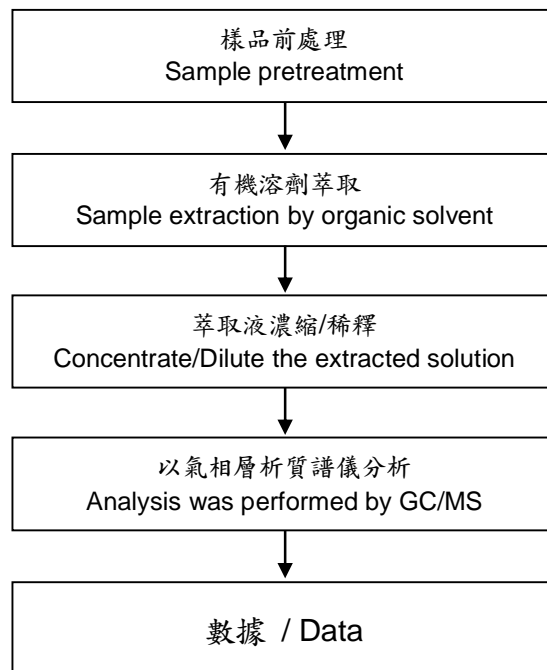 樣品前處理
Sample pretreatment
有機溶劑萃取
Sample extraction by organic solvent
萃取液濃縮/稀釋
Concentrate/Dilute the extracted solution
以氣相層析質譜儀分析
Analysis was performed by GC/MS
數據 / Data